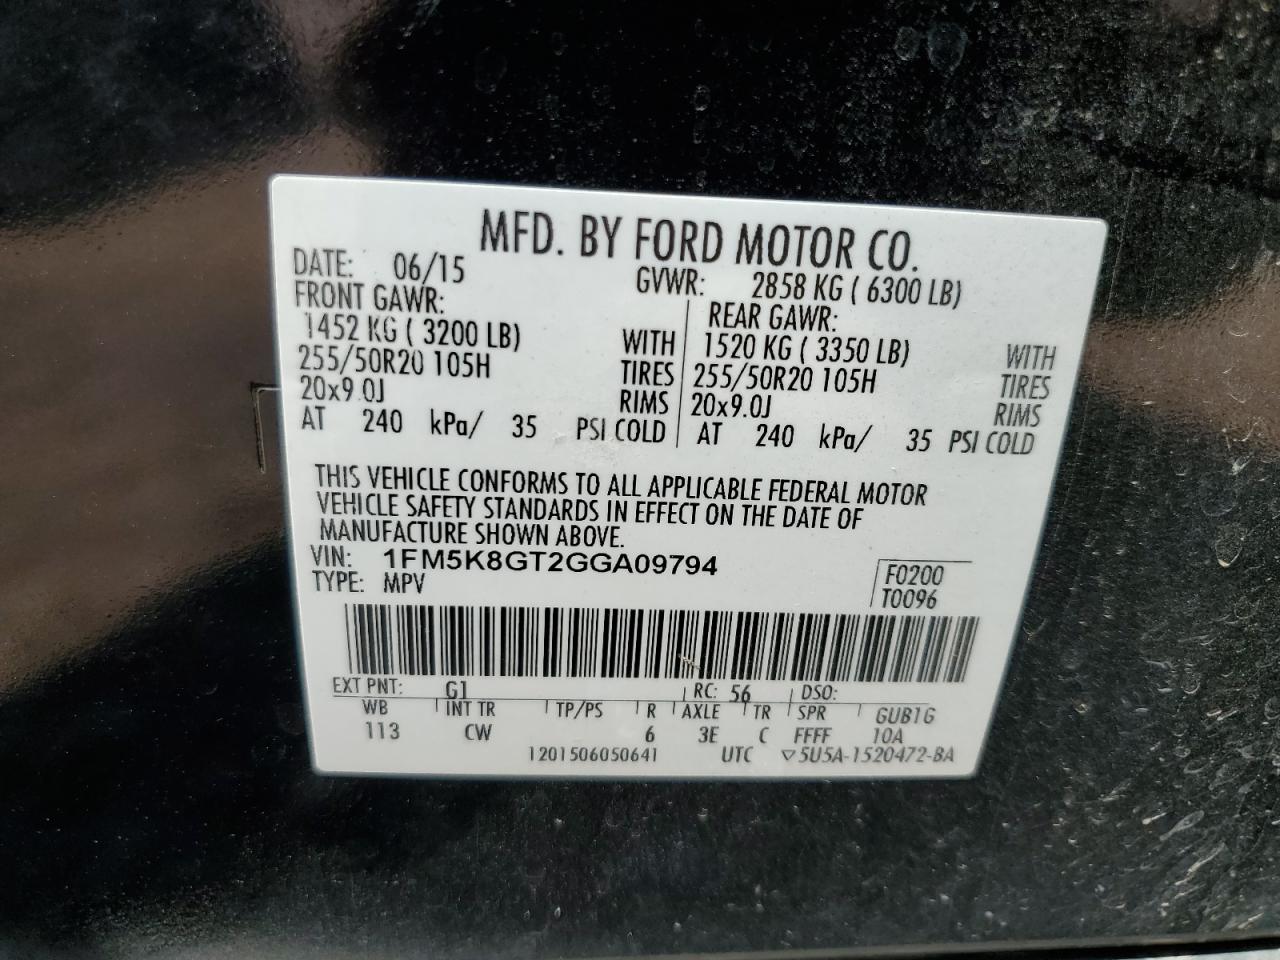 MFD. BY FORD MOTOR CO.
DATE: 06/15 GVWR: 2858 KG ( 6300 LB)
FRONT GAWR: REAR GAWR:
1452 KG ( 3200 LB) WITH 1520 KG ( 3350 LB) WITH
255/50R20 105H TIRES 255/50R20 105H TIRES
20x9.0J RIMS 20x9.0J RIMS
AT 240 kPa/ 35 PSI COLD AT 240 kPa/ 35 PSI COLD
THIS VEHICLE CONFORMS TO ALL APPLICABLE FEDERAL MOTOR
VEHICLE SAFETY STANDARDS IN EFFECT ON THE DATE OF
MANUFACTURE SHOWN ABOVE.
VIN: 1FM5K8GT2GGA09794 F0200
TYPE: MPV T0096
EXT PNT: G1 RC: 56 DSO:
WB INT TR TP/PS R AXLE TR SPR GUB1G
113 CW 6 3E C FFFF 10A
1201506050641 UTC ▽5U5A-1520472-BA